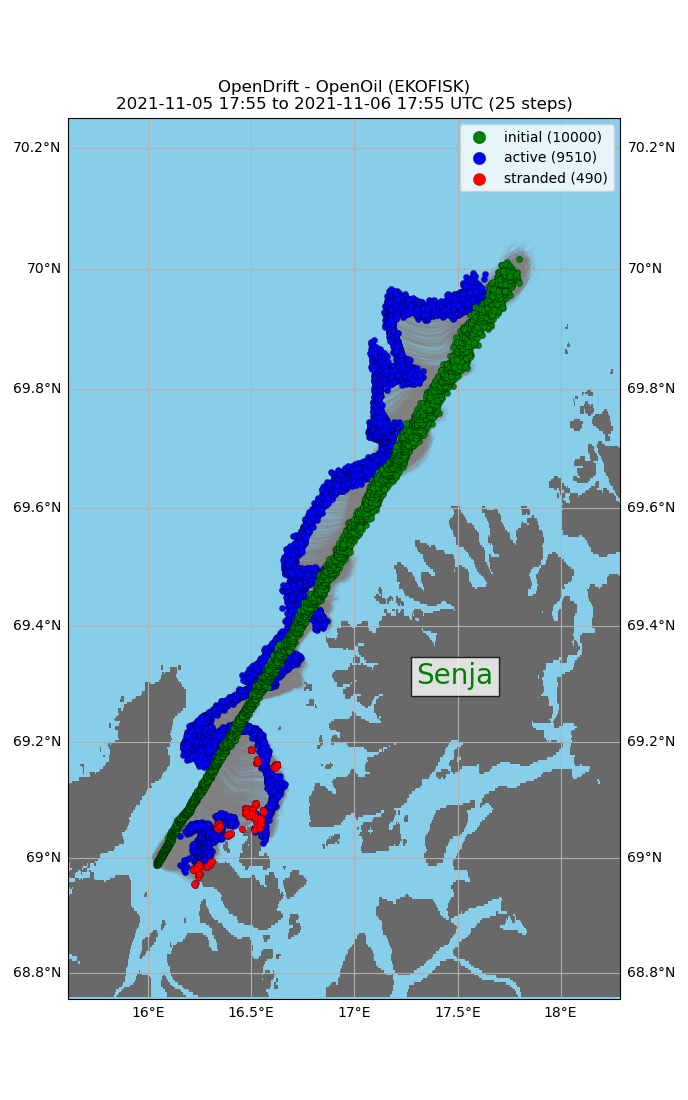 OpenDrift - OpenOil (EKOFISK)
2021-11-05 17:55 to 2021-11-06 17:55 UTC (25 steps)
initial (10000)
active (9510)
stranded (490)
70.2°N 70.2°N
70°N 70°N
69.8°N 69.8°N
69.6°N 69.6°N
69.4°N 69.4°N
Senja
69.2°N 69.2°N
69°N 69°N
68.8°N 68.8°N
16°E 16.5°E 17°E 17.5°E 18°E